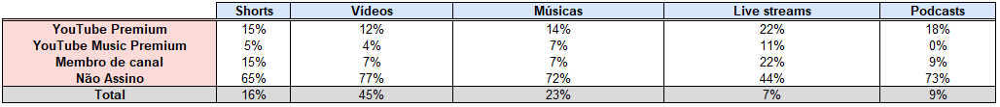 Shorts Vídeos Músicas Live streams Podcasts
YouTube Premium 15% 12% 14% 22% 18%
YouTube Music Premium 5% 4% 7% 11% 0%
Membro de canal 15% 7% 7% 22% 9%
Não Assino 65% 77% 72% 44% 73%
Total 16% 45% 23% 7% 9%